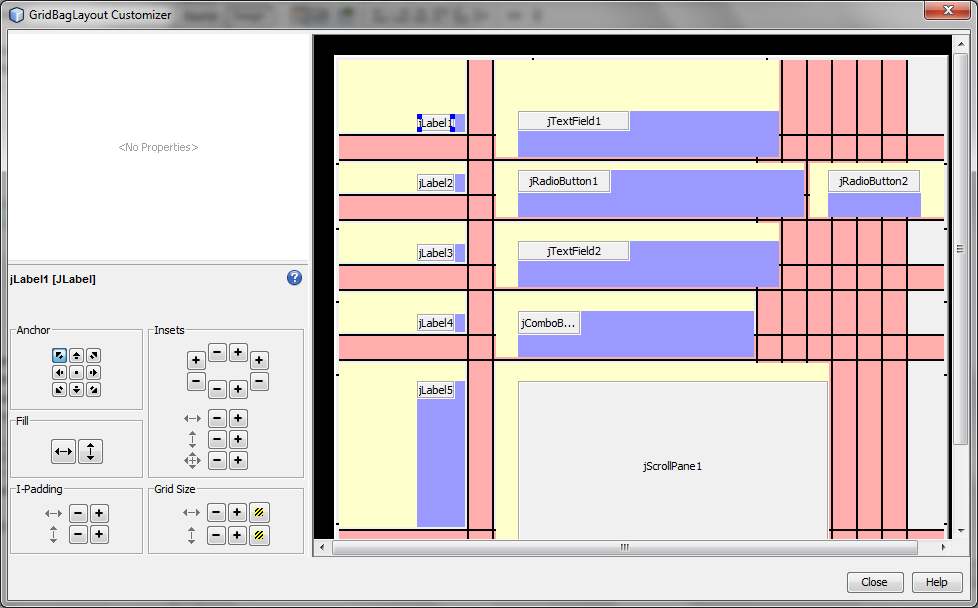 GridBagLayout Customizer
<No Properties>
jLabel1 [JLabel]
Anchor
Insets
Fill
I-Padding
Grid Size
jLabel1
jTextField1
jLabel2
jRadioButton1
jRadioButton2
jLabel3
jTextField2
jLabel4
jComboB...
jLabel5
jScrollPane1
Close
Help